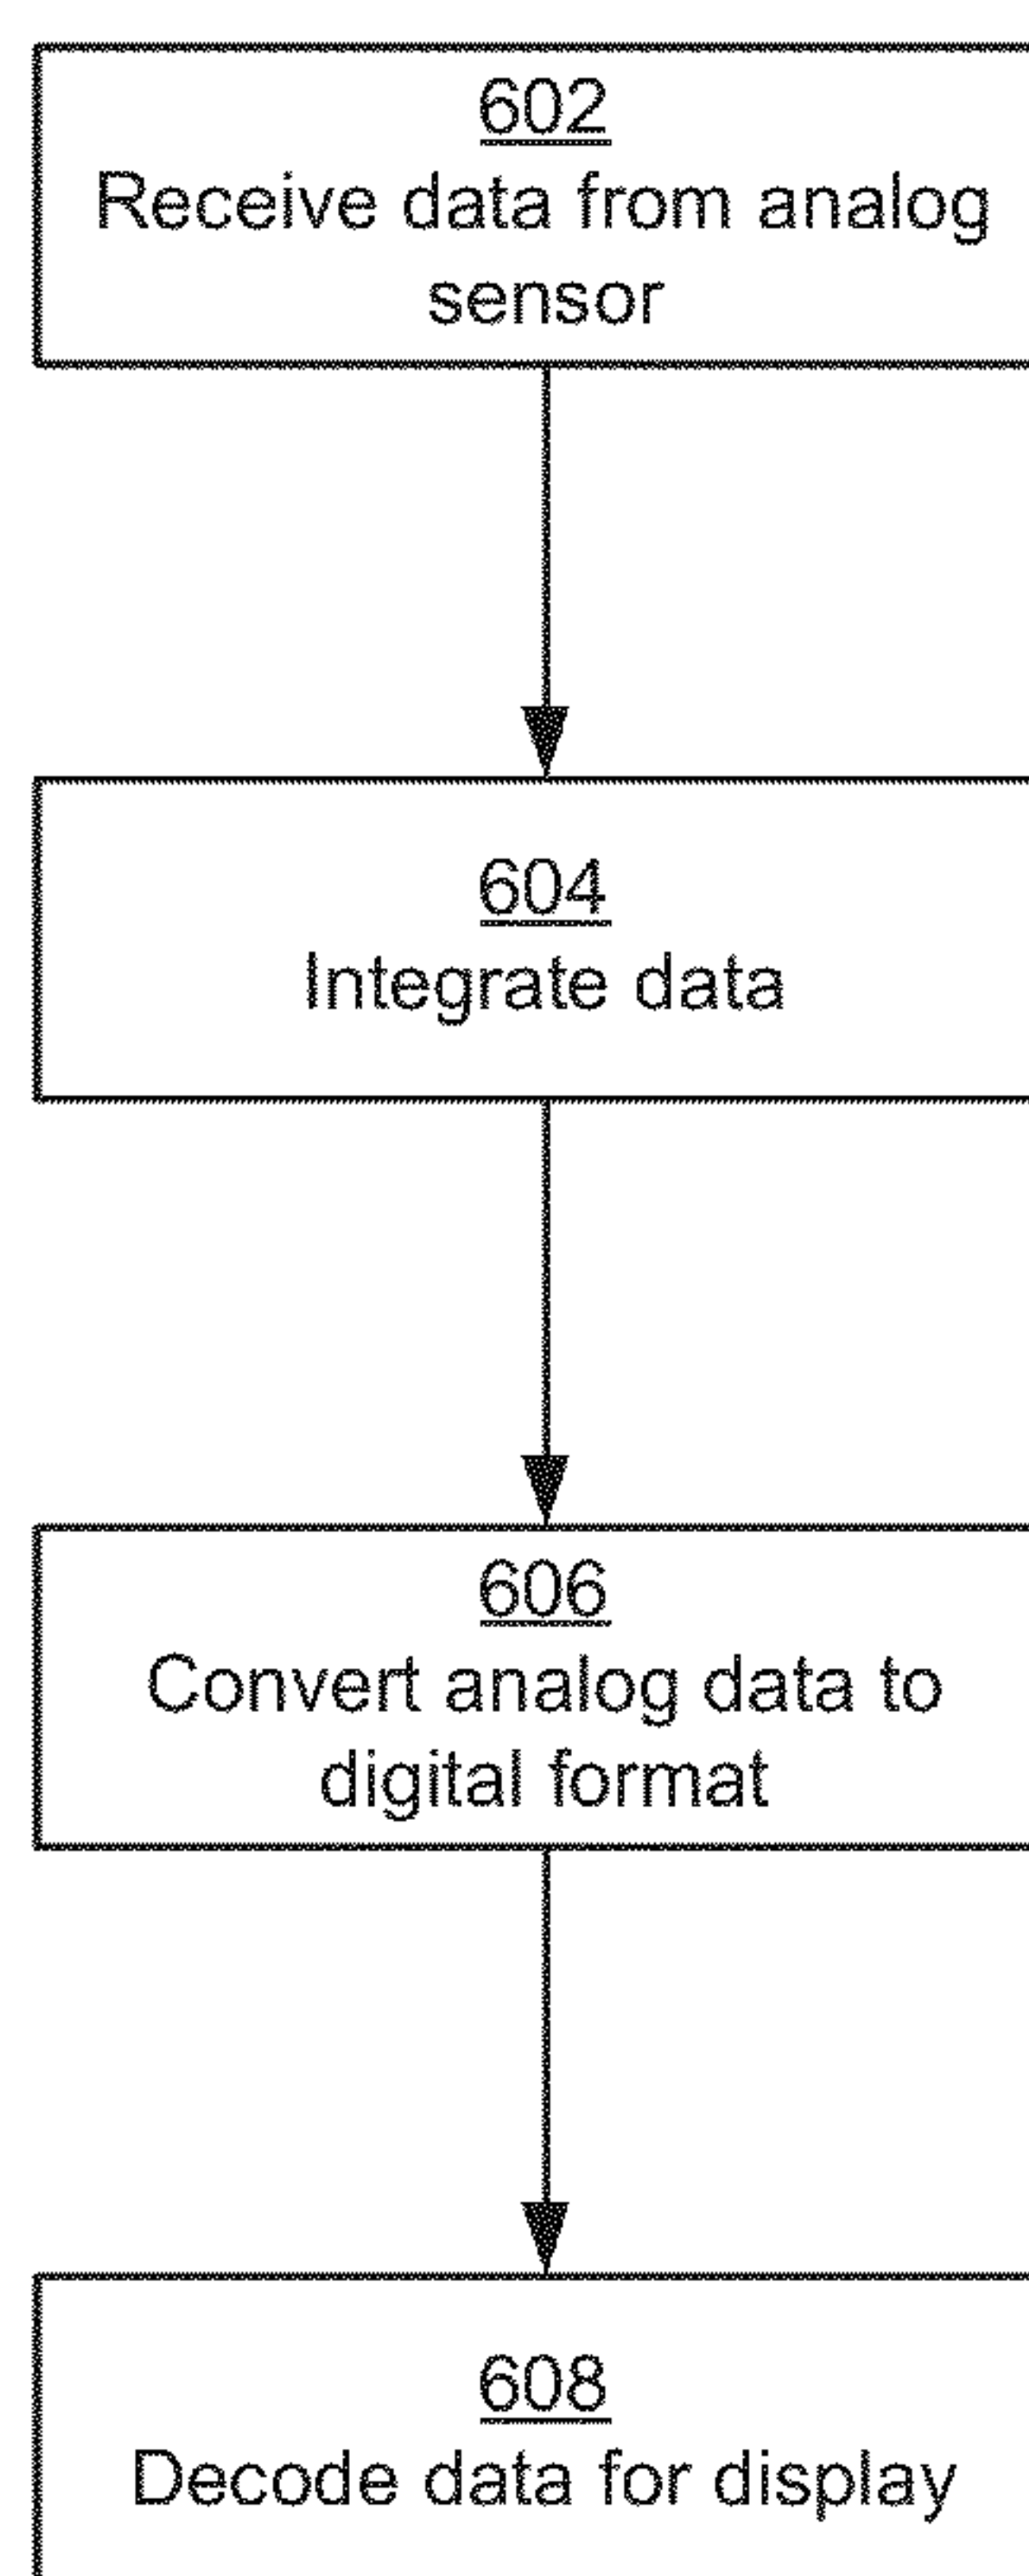 602
Receive data from analog
sensor
604
Integrate data
606
Convert analog data to
digital format
608
Decode data for display